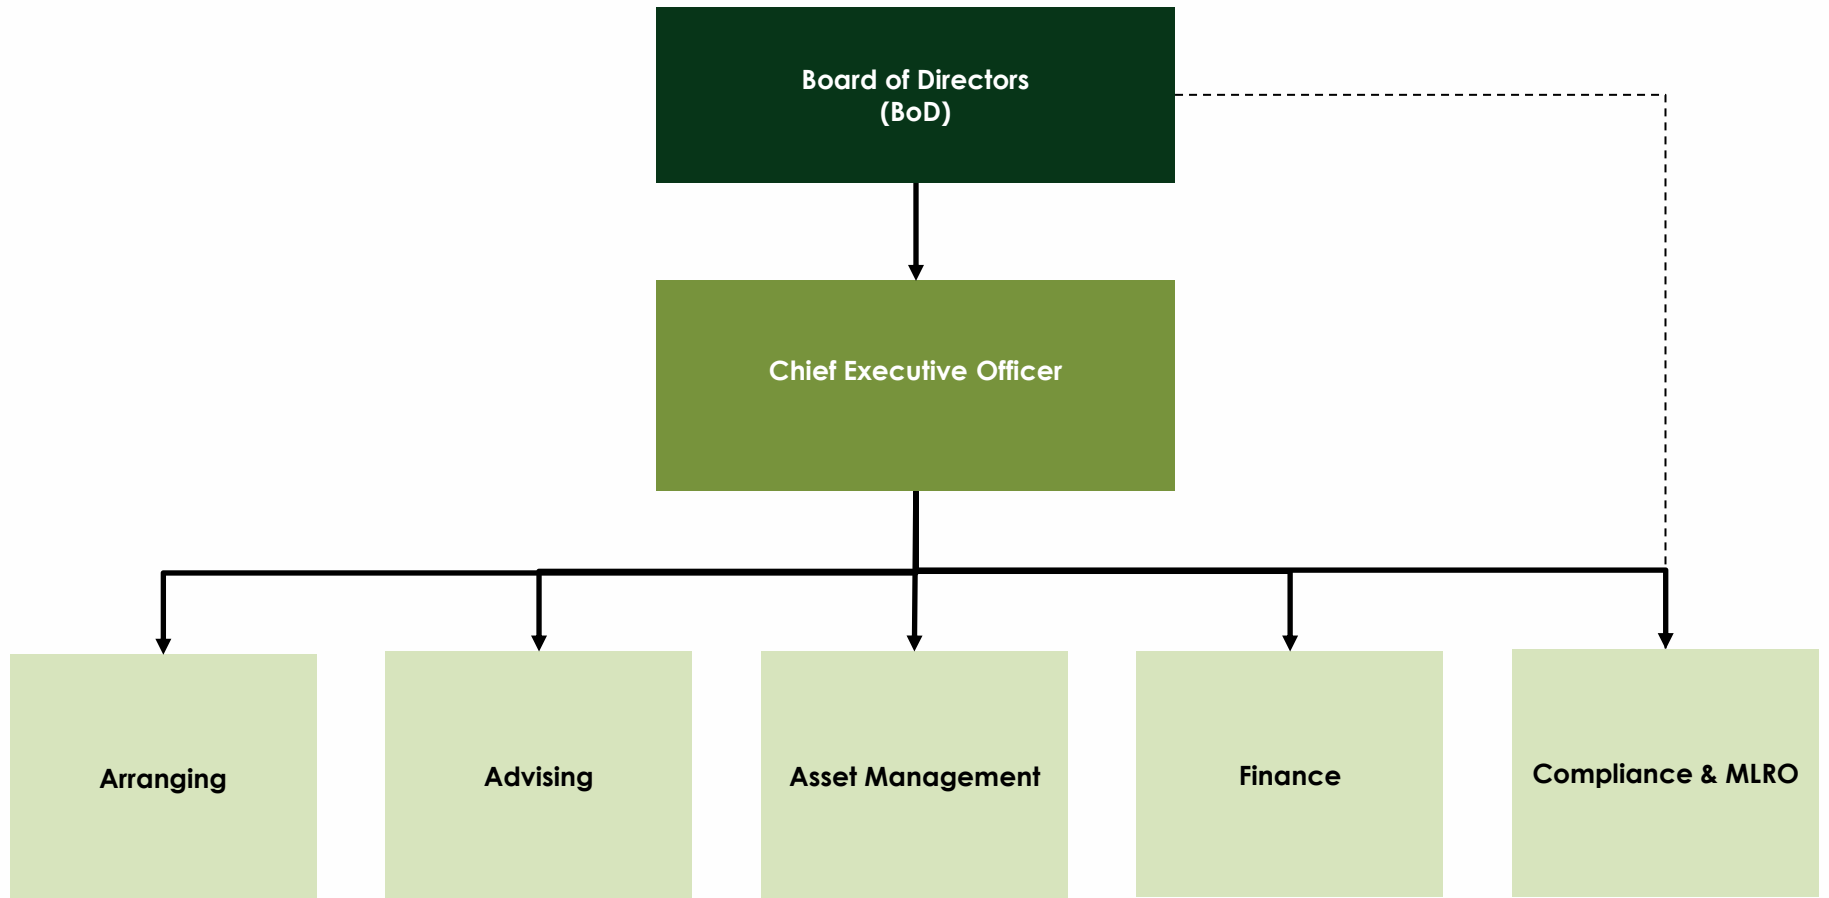 Board of Directors
(BoD)
Chief Executive Officer
Arranging
Advising
Asset Management
Finance
Compliance & MLRO